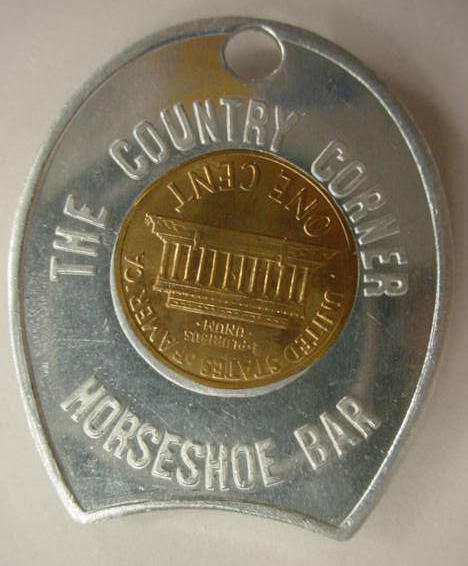 THE COUNTRY CORNER
ONE CENT
E·PLURIBUS
·UNUM·
UNITED STATES OF AMERICA
HORSESHOE BAR